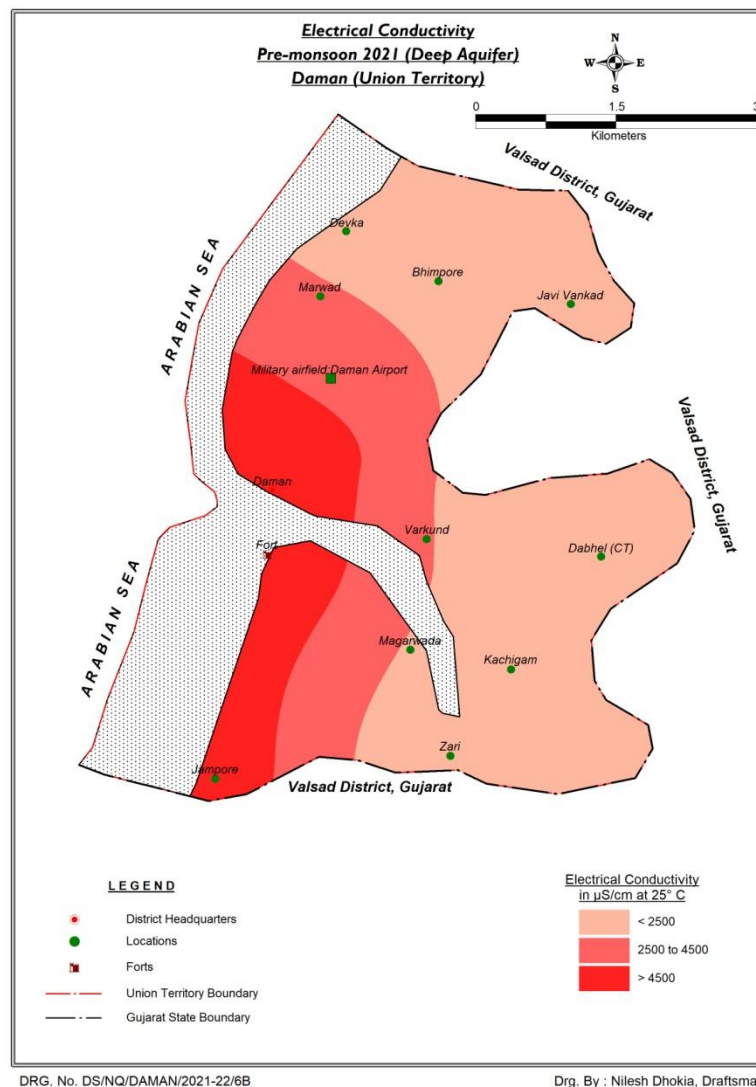 Electrical Conductivity
Pre-monsoon 2021 (Deep Aquifer)
Daman (Union Territory)
N
W E
S
0 1.5 3
Kilometers
Valsad District, Gujarat
ARABIAN SEA
Devka
Bhimpore
Marwad
Javi Vankad
Military airfield;Daman Airport
Valsad District, Gujarat
Daman
Varkund
Fort
Dabhel (CT)
ARABIAN SEA
Magarwada
Kachigam
Zari
Jampore
Valsad District, Gujarat
LEGEND
District Headquarters
Locations
Forts
Union Territory Boundary
Gujarat State Boundary
Electrical Conductivity
in µS/cm at 25° C
< 2500
2500 to 4500
> 4500
DRG. No. DS/NQ/DAMAN/2021-22/6B
Drg. By : Nilesh Dhokia, Draftsma